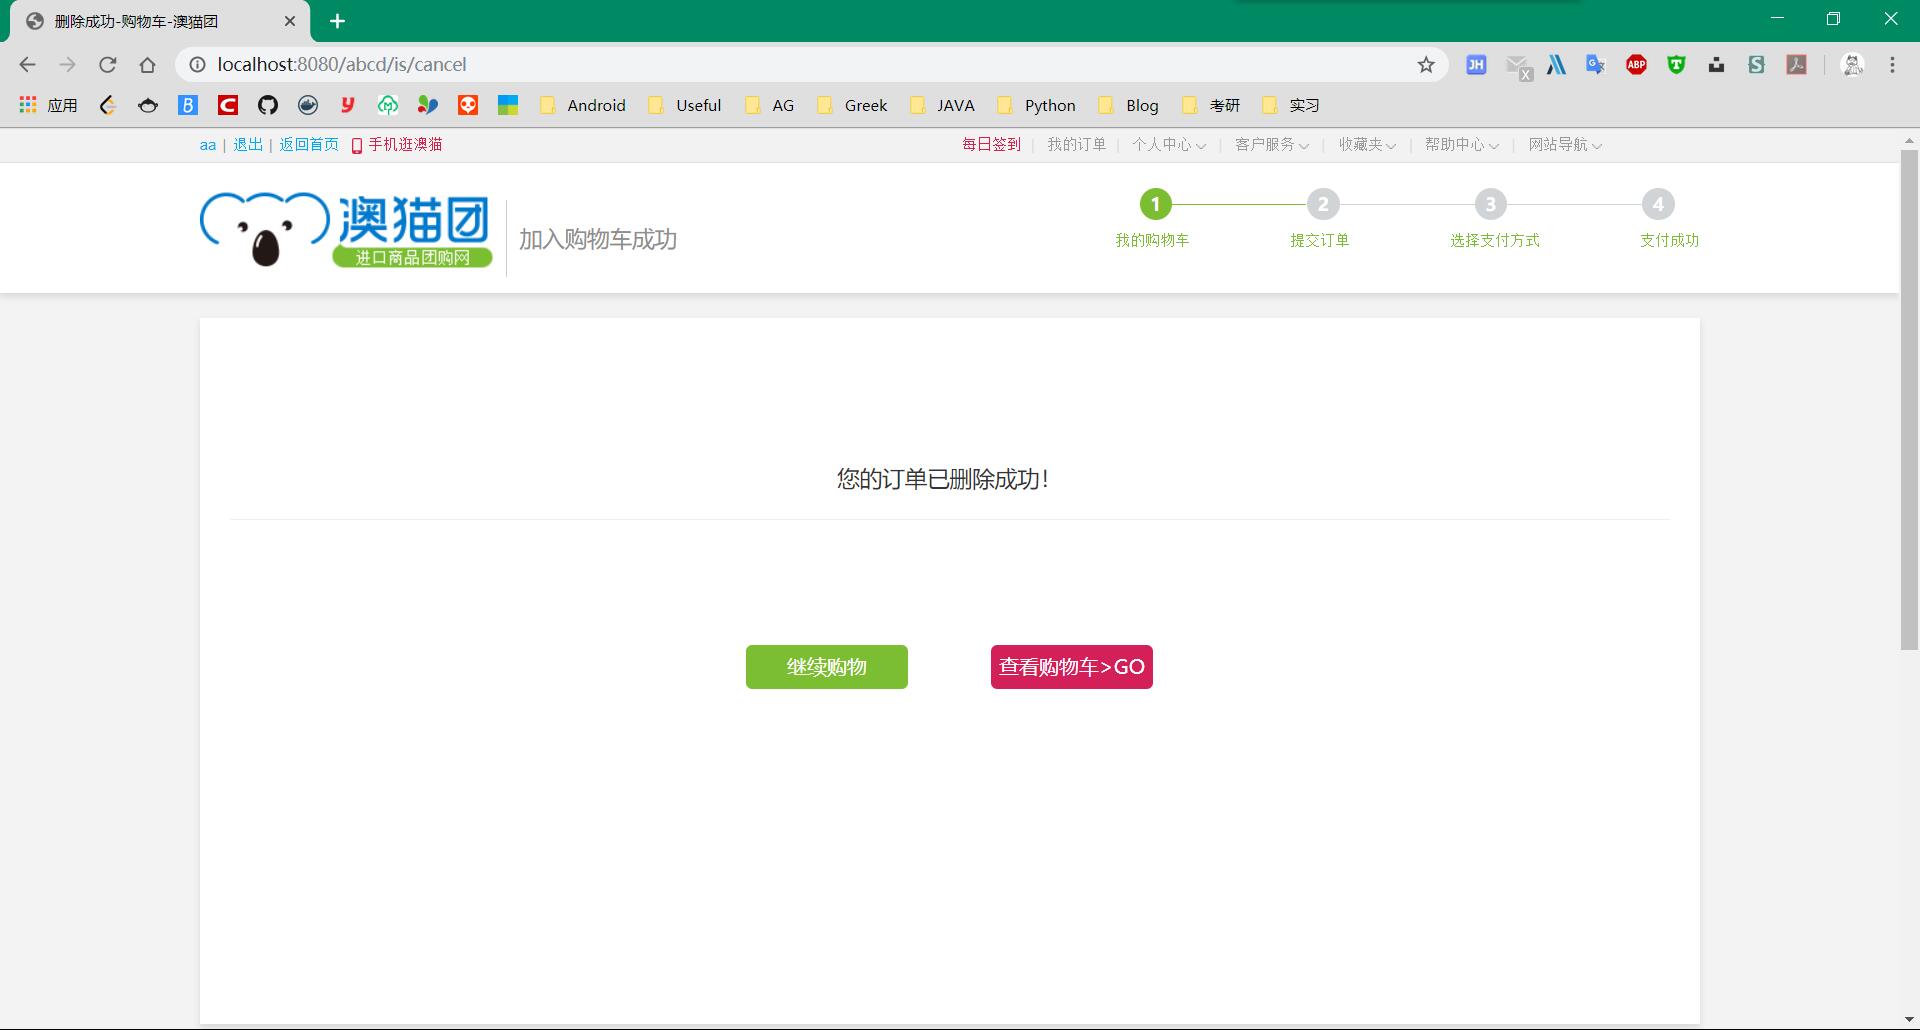 删除成功-购物车-澳猫团
localhost:8080/abcd/is/cancel
应用 Android Useful AG Greek JAVA Python Blog 考研 实习
aa | 退出 | 返回首页 手机逛澳猫 每日签到 | 我的订单 | 个人中心 | 客户服务 | 收藏夹 | 帮助中心 | 网站导航
澳猫团
进口商品团购网
加入购物车成功
1 2 3 4
我的购物车 提交订单 选择支付方式 支付成功
您的订单已删除成功!
继续购物 查看购物车>GO